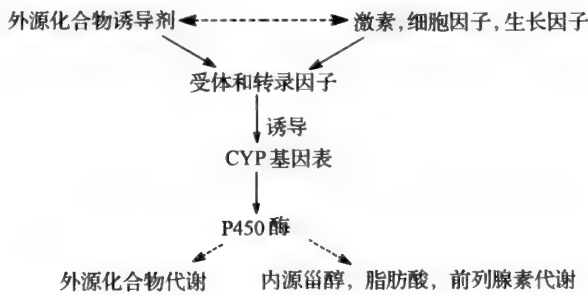 外源化合物诱导剂 激素,细胞因子,生长因子
受体和转录因子
诱导
CYP基因表
P450酶
外源化合物代谢 内源甾醇，脂肪酸，前列腺素代谢